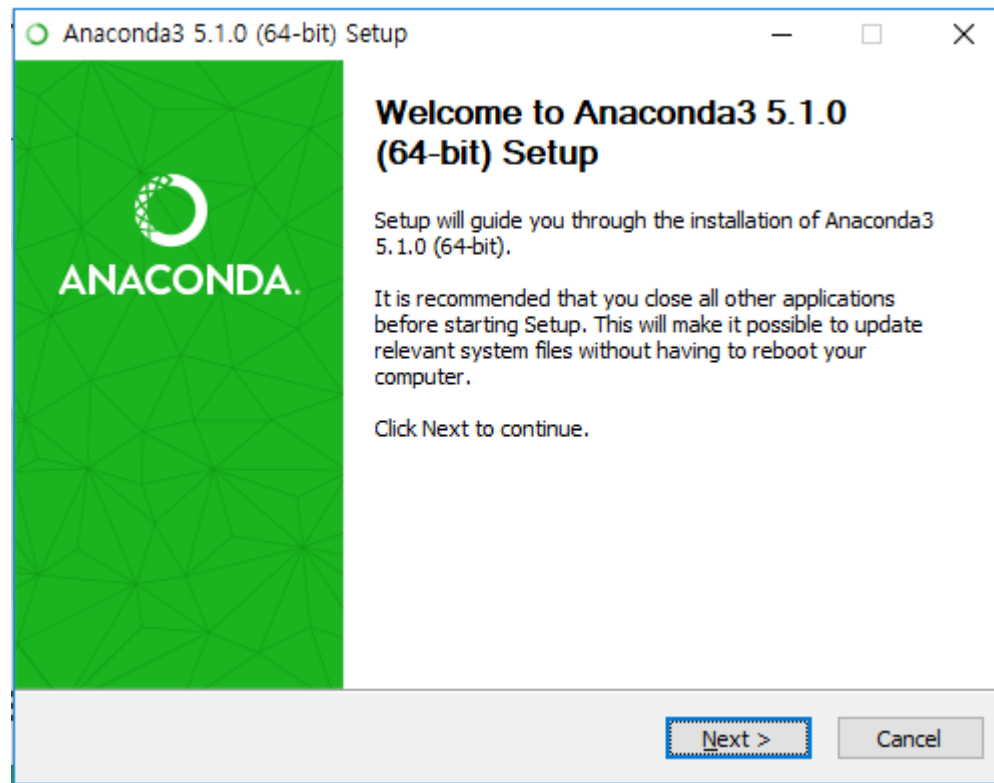 Anaconda3 5.1.0 (64-bit) Setup
Welcome to Anaconda3 5.1.0
(64-bit) Setup
ANACONDA.
Setup will guide you through the installation of Anaconda3
5.1.0 (64-bit).
It is recommended that you close all other applications
before starting Setup. This will make it possible to update
relevant system files without having to reboot your
computer.
Click Next to continue.
Next >
Cancel